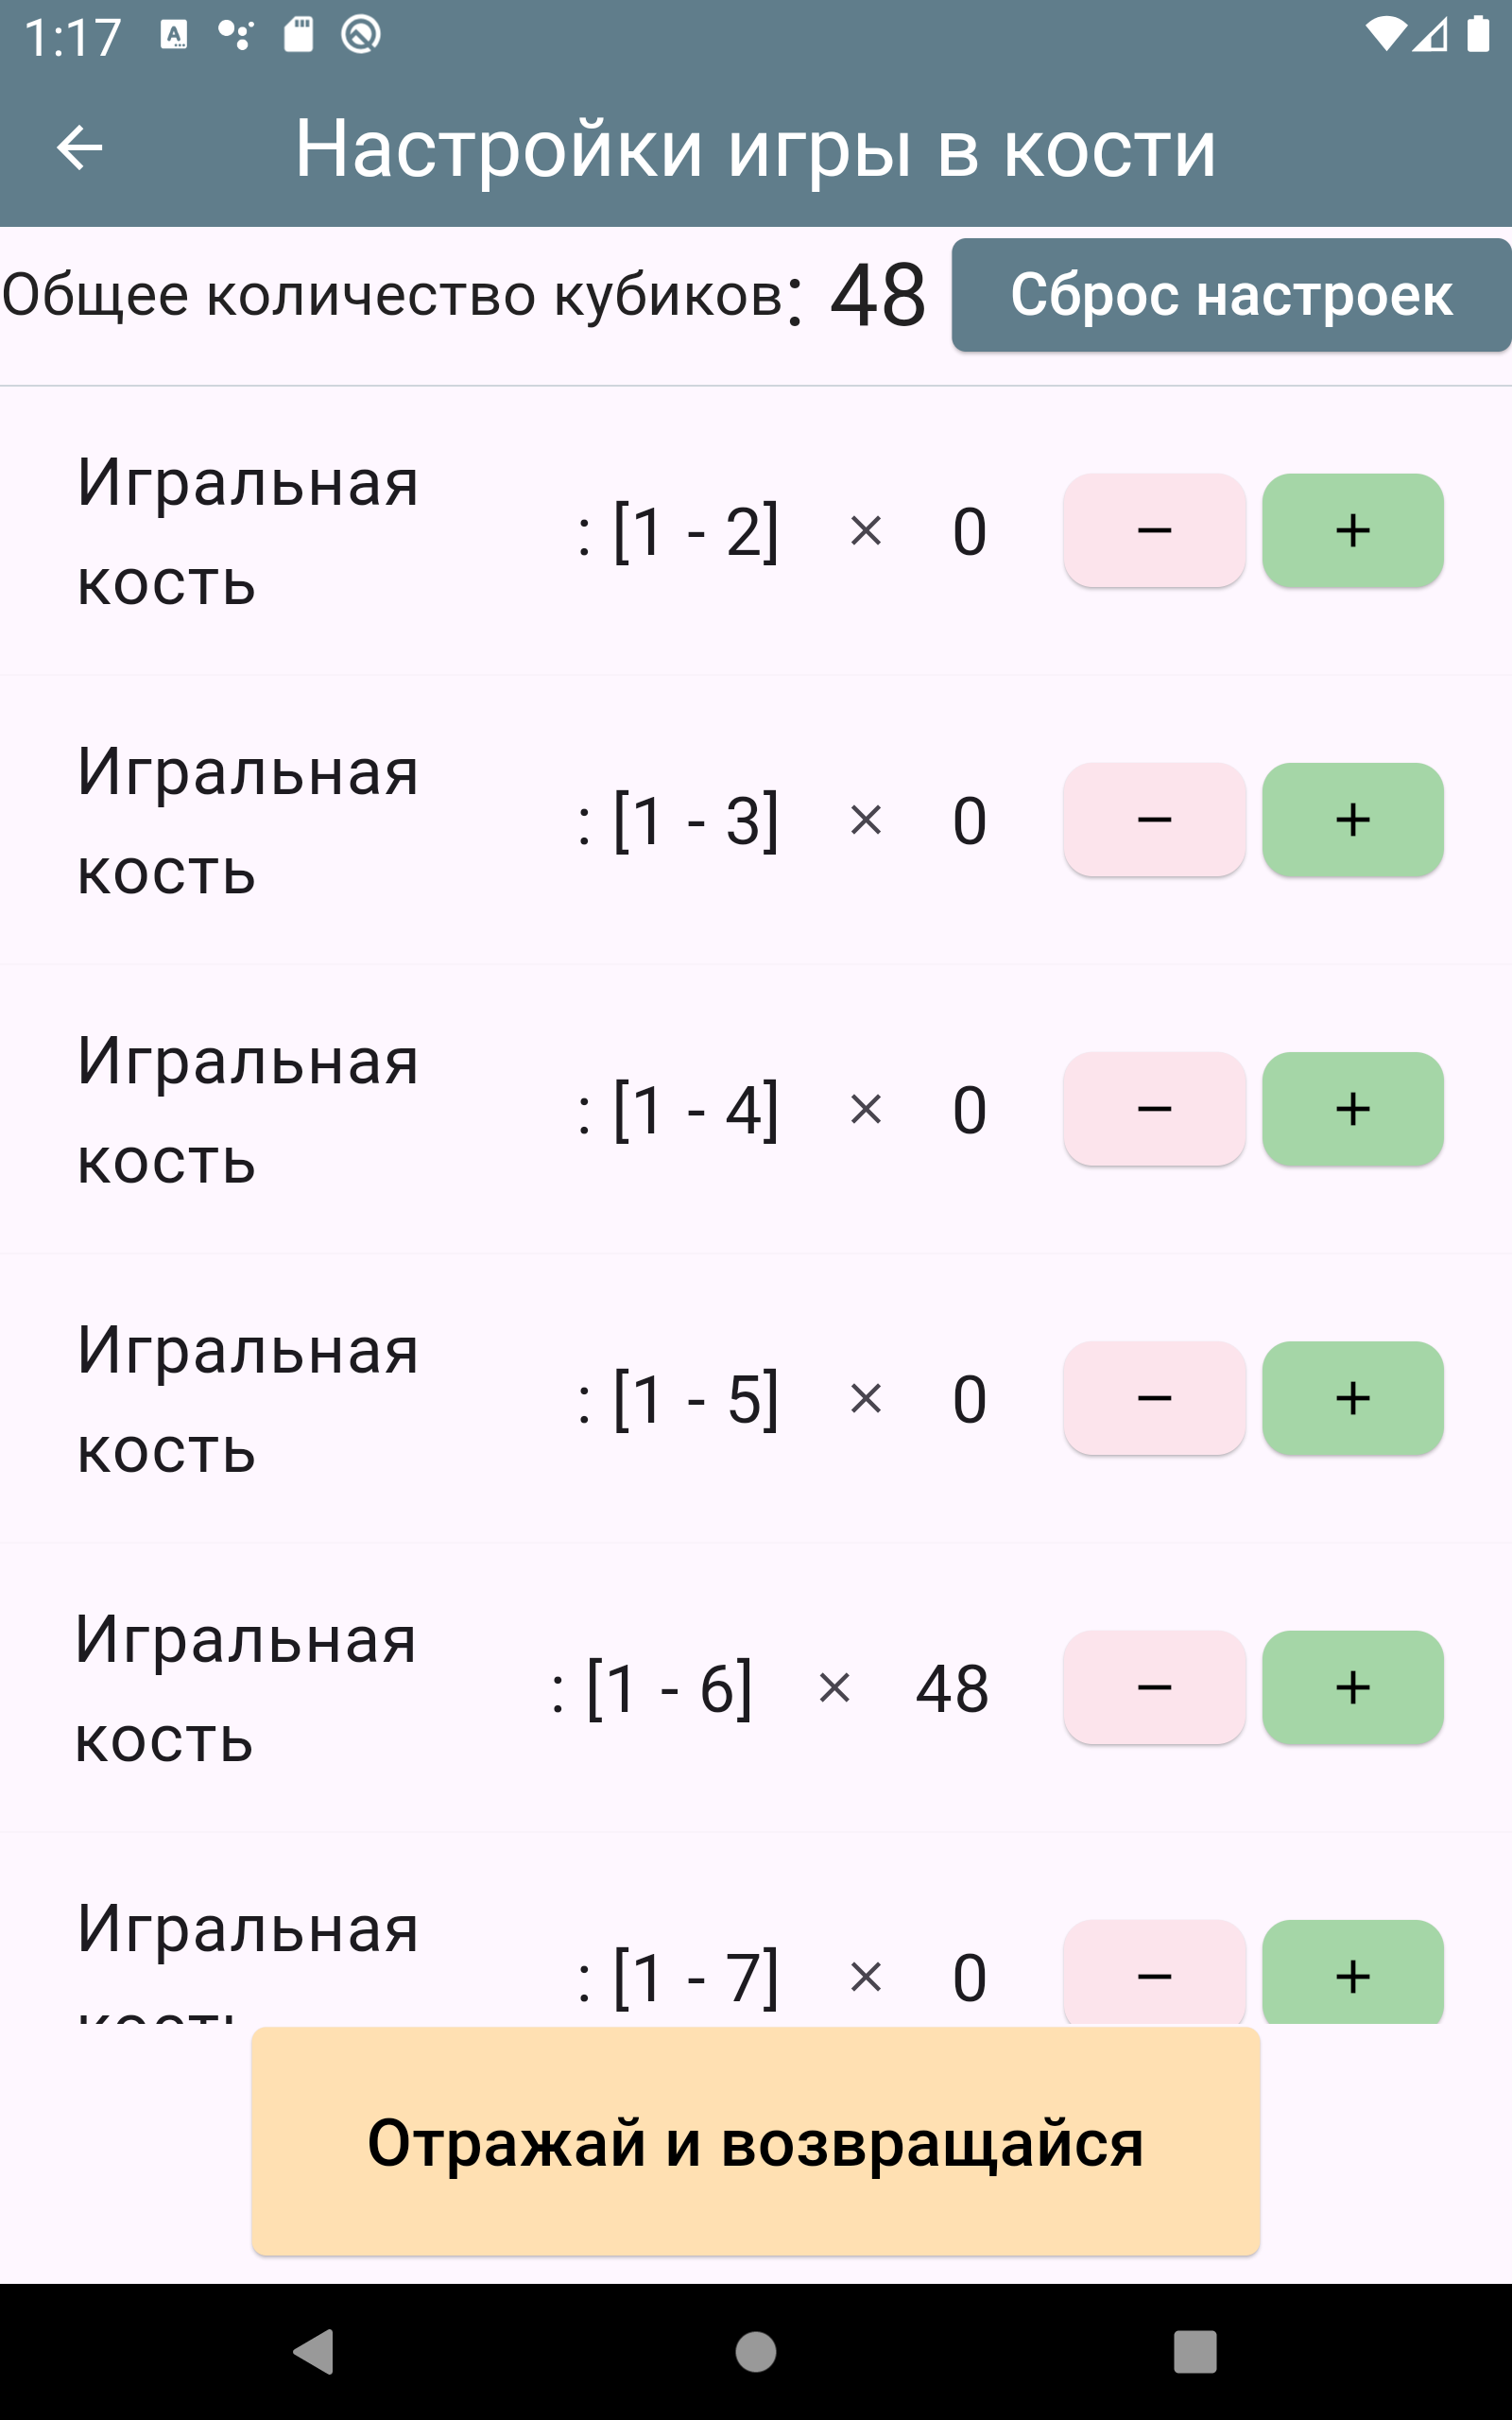 1:17
Настройки игры в кости
Общее количество кубиков: 48 Сброс настроек
Игральная
кость
: [1 - 2] × 0 − +
Игральная
кость
: [1 - 3] × 0 − +
Игральная
кость
: [1 - 4] × 0 − +
Игральная
кость
: [1 - 5] × 0 − +
Игральная
кость
: [1 - 6] × 48 − +
Игральная
кость
: [1 - 7] × 0 − +
Отражай и возвращайся